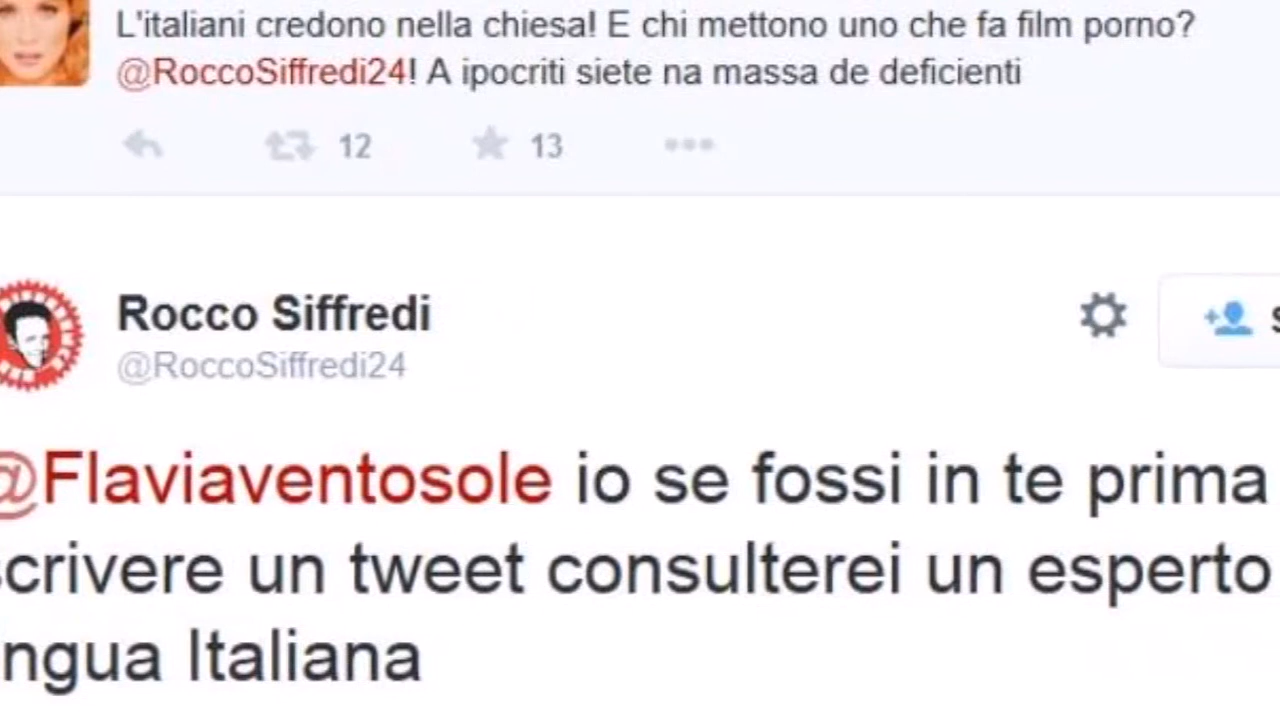 L'italiani credono nella chiesa! E chi mettono uno che fa film porno?
@RoccoSiffredi24! A ipocriti siete na massa de deficienti
12 13
Rocco Siffredi
@RoccoSiffredi24
@Flaviaventosole io se fossi in te prima
scrivere un tweet consulterei un esperto
ngua Italiana